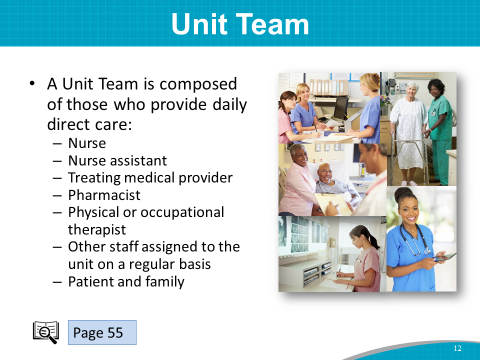 Unit Team
• A Unit Team is composed
of those who provide daily
direct care:
– Nurse
– Nurse assistant
– Treating medical provider
– Pharmacist
– Physical or occupational
therapist
– Other staff assigned to the
unit on a regular basis
– Patient and family
Page 55
12